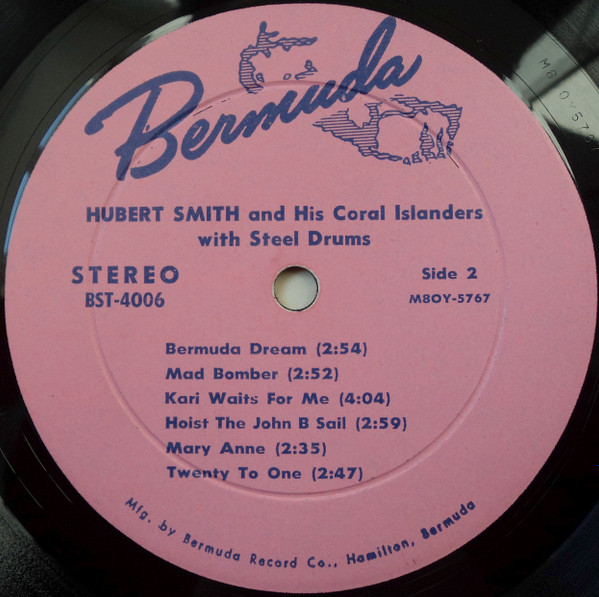 Bermuda
HUBERT SMITH and His Coral Islanders
with Steel Drums
STEREO
BST-4006
Side 2
M8OY-5767
Bermuda Dream (2:54)
Mad Bomber (2:52)
Kari Waits For Me (4:04)
Hoist The John B Sail (2:59)
Mary Anne (2:35)
Twenty To One (2:47)
Mfg. by Bermuda Record Co., Hamilton, Bermuda